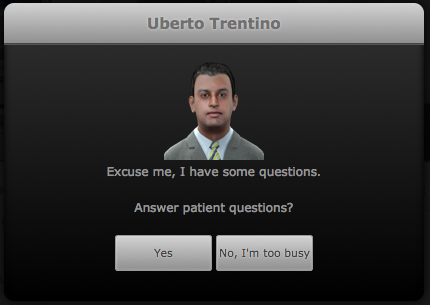 Uberto Trentino
Excuse me, I have some questions.
Answer patient questions?
Yes
No, I'm too busy